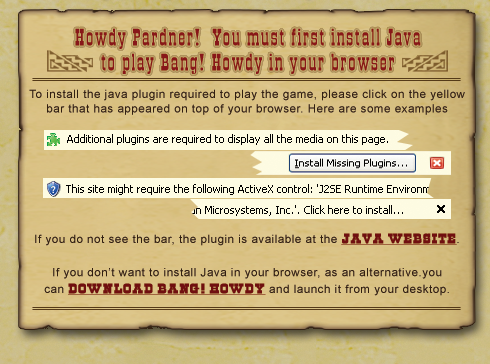 Howdy Pardner! You must first install Java
to play Bang! Howdy in your browser
To install the java plugin required to play the game, please click on the yellow
bar that has appeared on top of your browser. Here are some examples
Additional plugins are required to display all the media on this page.
Install Missing Plugins...
This site might require the following ActiveX control: 'J2SE Runtime Environm
un Microsystems, Inc.'. Click here to install...
If you do not see the bar, the plugin is available at the JAVA WEBSITE.
If you don't want to install Java in your browser, as an alternative.you
can DOWNLOAD BANG! HOWDY and launch it from your desktop.